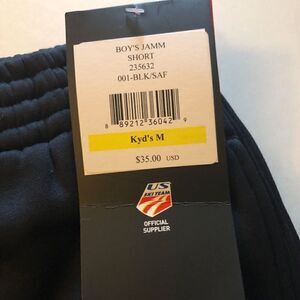 BOY'S JAMM
SHORT
235632
001-BLK/SAF
8 89212 36042 9
Kyd's M
$35.00 USD
US
SKI TEAM
OFFICIAL
SUPPLIER